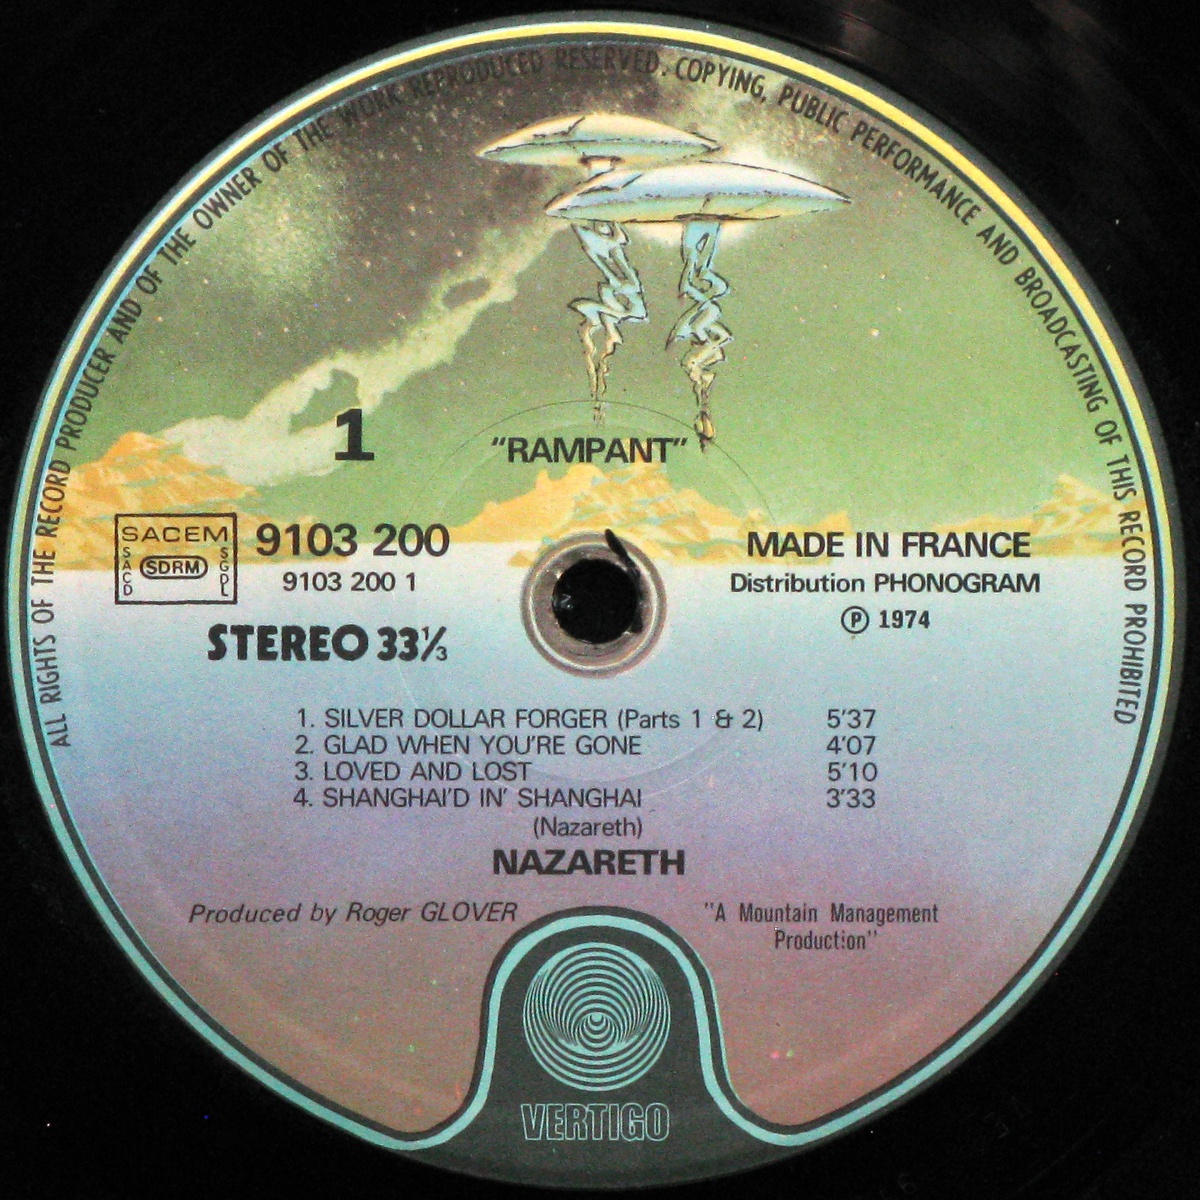 ALL RIGHTS OF THE RECORD PRODUCER AND OF THE OWNER OF THE WORK REPRODUCED RESERVED. COPYING, PUBLIC PERFORMANCE AND BROADCASTING OF THIS RECORD PROHIBITED
1
"RAMPANT"
SACEM
SACD
SDRM
SGDL
9103 200
9103 200 1
STEREO 33⅓
MADE IN FRANCE
Distribution PHONOGRAM
Ⓟ 1974
1. SILVER DOLLAR FORGER (Parts 1 & 2) 5'37
2. GLAD WHEN YOU'RE GONE 4'07
3. LOVED AND LOST 5'10
4. SHANGHAI'D IN' SHANGHAI 3'33
(Nazareth)
NAZARETH
Produced by Roger GLOVER
"A Mountain Management
Production"
VERTIGO